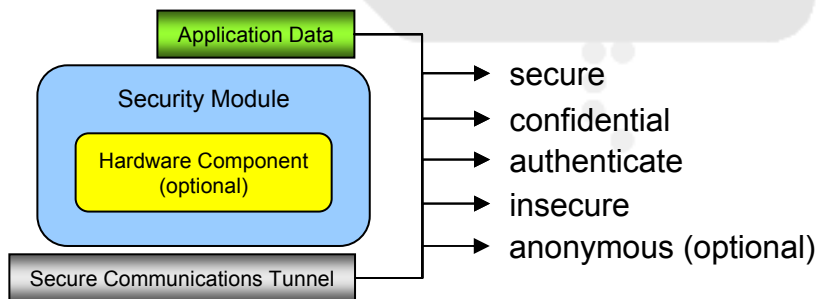 Application Data
Security Module
Hardware Component
(optional)
Secure Communications Tunnel
secure
confidential
authenticate
insecure
anonymous (optional)